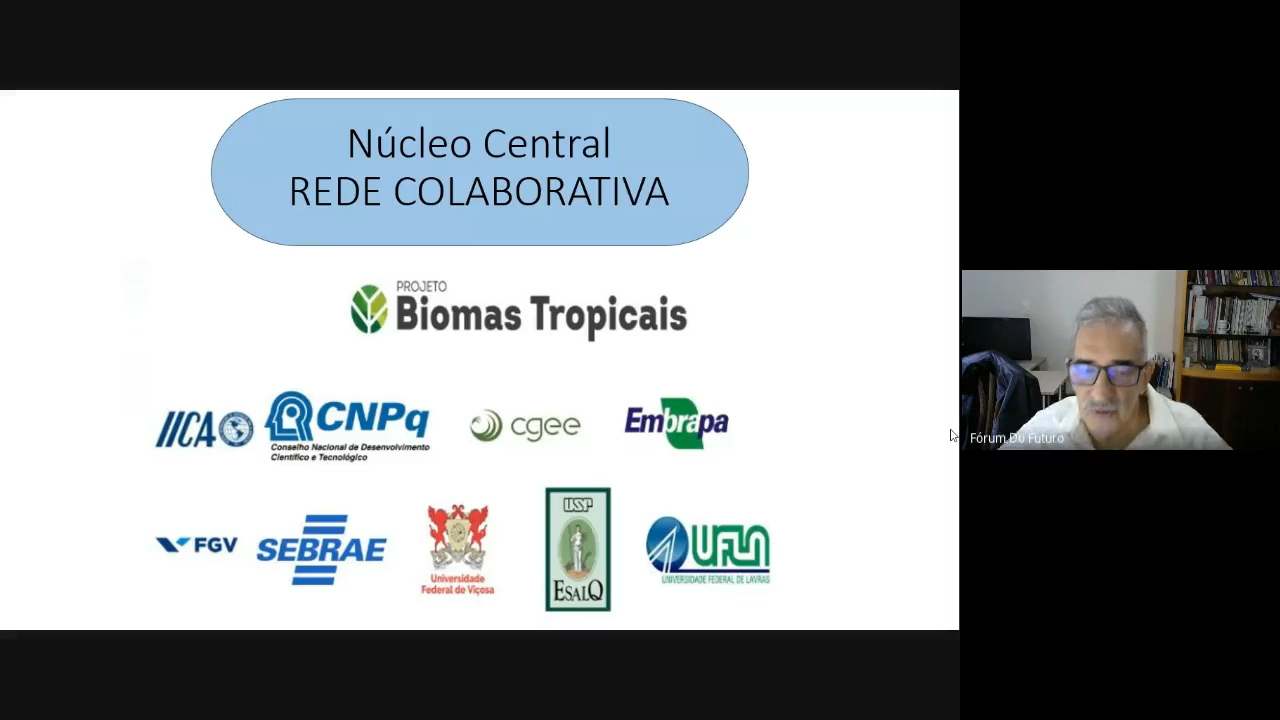 Núcleo Central
REDE COLABORATIVA
PROJETO
Biomas Tropicais
IICA
CNPq
Conselho Nacional de Desenvolvimento
Científico e Tecnológico
cgee
Embrapa
Fórum Do Futuro
FGV
SEBRAE
Universidade
Federal de Viçosa
USP
ESALQ
UFLA
UNIVERSIDADE FEDERAL DE LAVRAS